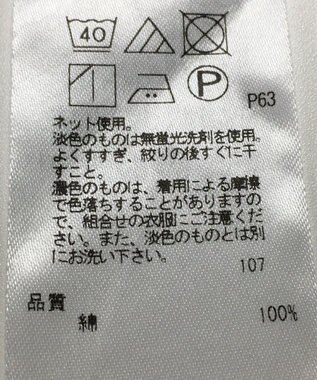 40
P
P63
ネット使用。
淡色のものは無蛍光洗剤を使用。
よくすすぎ、絞りの後すぐに干
すこと。
濃色のものは、着用による摩擦
で色落ちすることがありますの
で、組合せの衣服にご注意くだ
さい。また、淡色のものとは別
にお洗い下さい。
107
品質
綿 100%